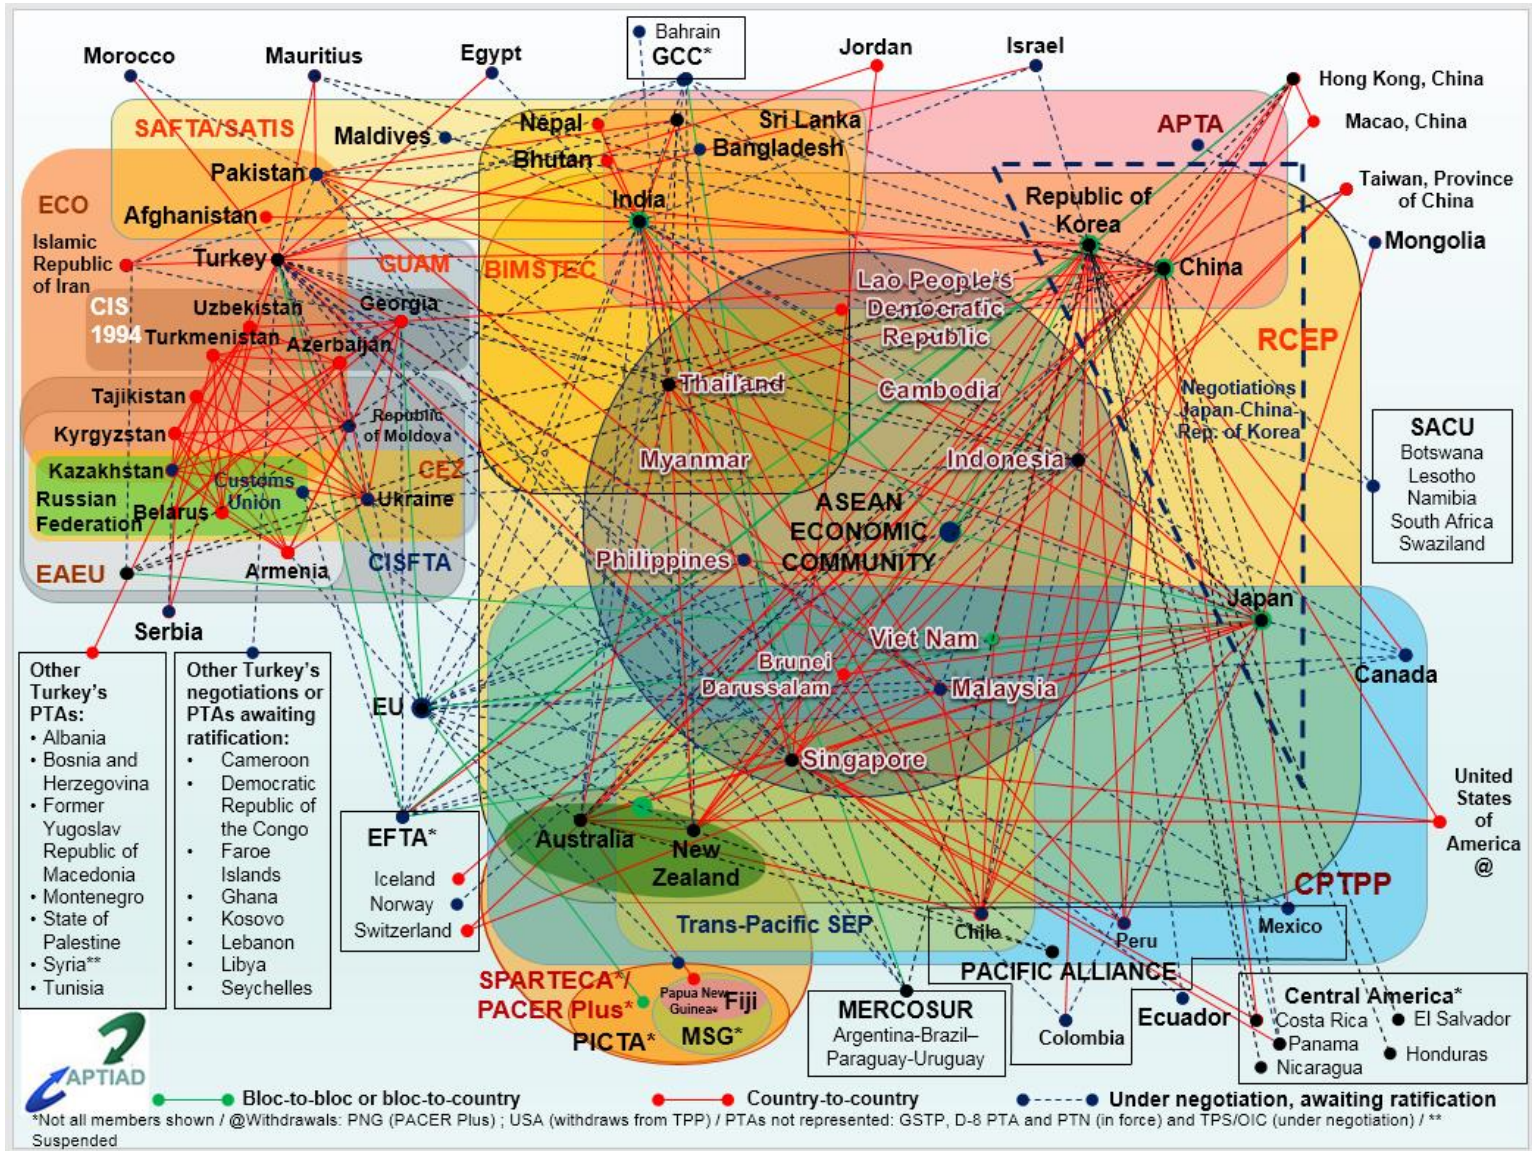 Bahrain
GCC*
Morocco
Mauritius
Egypt
Jordan
Israel
Hong Kong, China
Macao, China
Taiwan, Province
of China
Mongolia
SAFTA/SATIS
Maldives
Nepal
Bhutan
Sri Lanka
Bangladesh
APTA
Pakistan
India
Republic of
Korea
ECO
Afghanistan
Islamic
Republic
of Iran
Turkey
GUAM
BIMSTEC
China
Lao People's
Democratic
Republic
CIS
1994
Uzbekistan
Georgia
Turkmenistan
Azerbaijan
RCEP
Thailand
Cambodia
Negotiations
Japan-China-
Rep. of Korea
Tajikistan
Republic
of Moldova
Kyrgyzstan
Myanmar
Indonesia
SACU
Botswana
Lesotho
Namibia
South Africa
Swaziland
Kazakhstan
CEZ
Customs
Union
Russian
Federation
Belarus
Ukraine
ASEAN
ECONOMIC
COMMUNITY
Philippines
EAEU
Armenia
CISFTA
Serbia
Japan
Viet Nam
Brunei
Darussalam
Malaysia
Canada
EU
Singapore
Other
Turkey's
PTAs:
• Albania
• Bosnia and
Herzegovina
• Former
Yugoslav
Republic of
Macedonia
• Montenegro
• State of
Palestine
• Syria**
• Tunisia
Other Turkey's
negotiations or
PTAs awaiting
ratification:
• Cameroon
• Democratic
Republic of
the Congo
• Faroe
Islands
• Ghana
• Kosovo
• Lebanon
• Libya
• Seychelles
EFTA*
Iceland
Norway
Switzerland
Australia
New
Zealand
United
States
of
America
@
CPTPP
Trans-Pacific SEP
Chile
Peru
Mexico
PACIFIC ALLIANCE
Colombia
Ecuador
SPARTECA*/
PACER Plus*
Papua New
Guinea*
Fiji
PICTA*
MSG*
MERCOSUR
Argentina-Brazil–
Paraguay-Uruguay
Central America*
Costa Rica
El Salvador
Panama
Honduras
Nicaragua
APTIAD
Bloc-to-bloc or bloc-to-country
Country-to-country
Under negotiation, awaiting ratification
*Not all members shown / @Withdrawals: PNG (PACER Plus) ; USA (withdraws from TPP) / PTAs not represented: GSTP, D-8 PTA and PTN (in force) and TPS/OIC (under negotiation) / **
Suspended